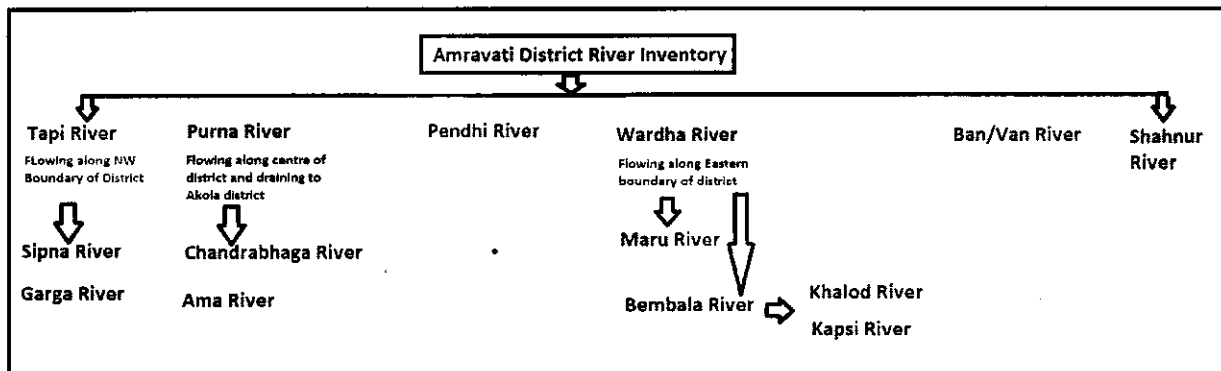 Amravati District River Inventory
Tapi River
FLowing along NW
Boundary of District
Sipna River
Garga River
Purna River
Flowing along centre of
district and draining to
Akola district
Chandrabhaga River
Ama River
Pendhi River
Wardha River
Flowing along Eastern
boundary of district
Maru River
Bembala River
Khalod River
Kapsi River
Ban/Van River
Shahnur
River